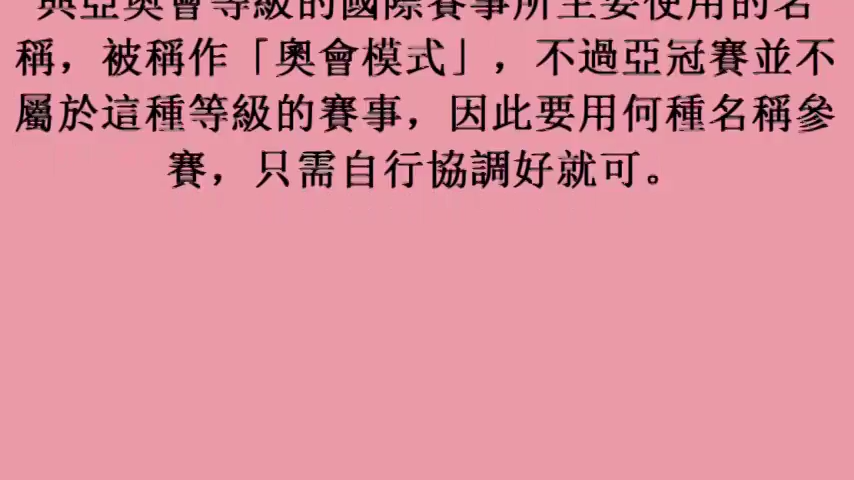 與亞奧會等級的國際賽事所主要使用的名
稱，被稱作「奧會模式」，不過亞冠賽並不
屬於這種等級的賽事，因此要用何種名稱參
賽，只需自行協調好就可。